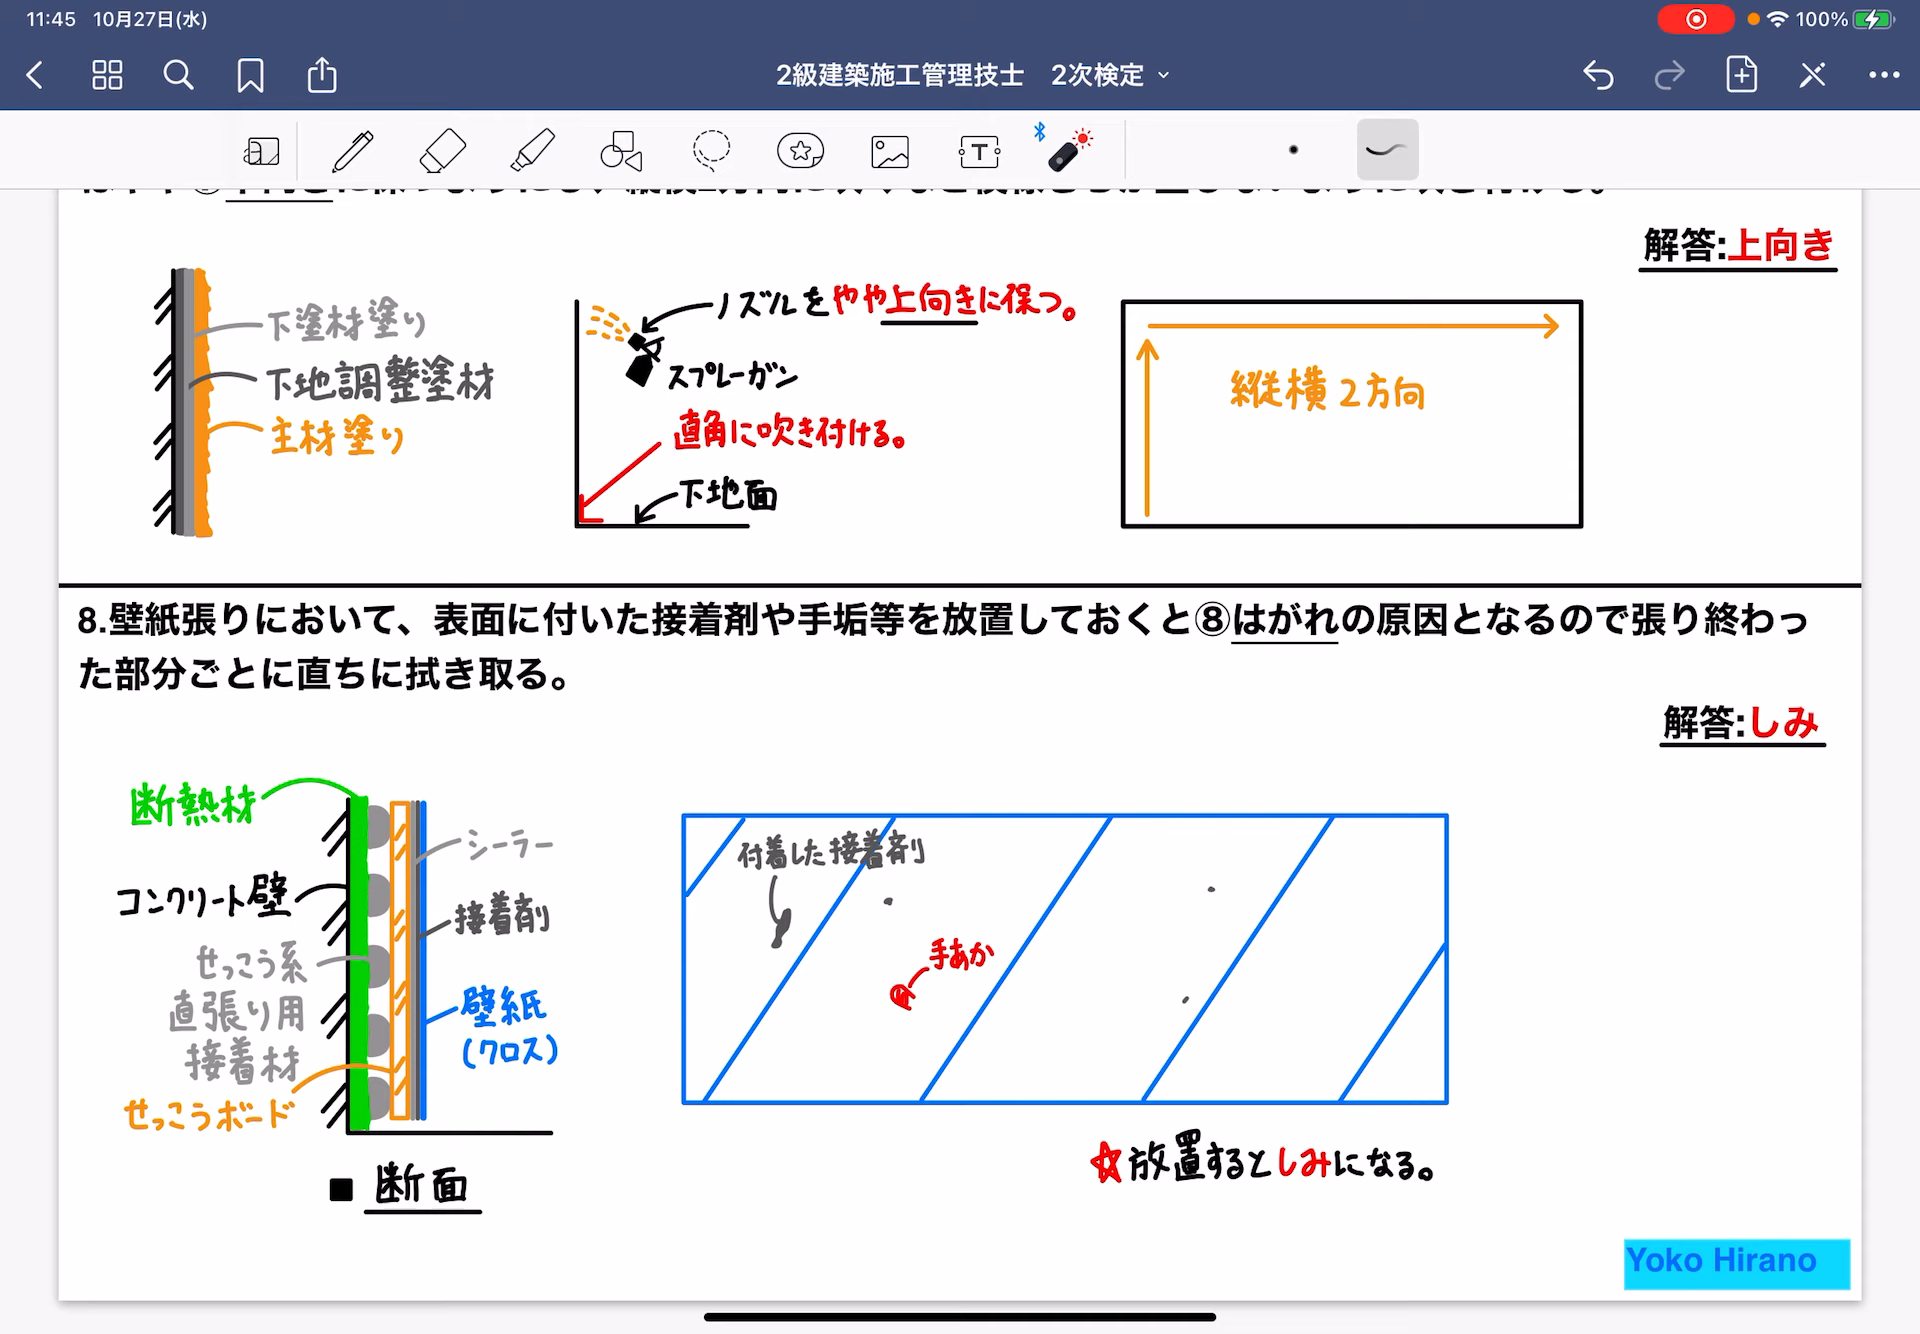 11:45 10月27日(水)
100%
2級建築施工管理技士 2次検定
解答:上向き
下塗材塗り
下地調整塗材
主材塗り
ノズルをやや上向きに保つ。
スプレーガン
直角に吹き付ける。
下地面
縦横2方向
8.壁紙張りにおいて、表面に付いた接着剤や手垢等を放置しておくと⑧はがれの原因となるので張り終わっ
た部分ごとに直ちに拭き取る。
解答:しみ
断熱材
コンクリート壁
せっこう系
直張り用
接着材
せっこうボード
シーラー
接着剤
壁紙
(クロス)
■ 断面
付着した接着剤
手あか
☆放置するとしみになる。
Yoko Hirano